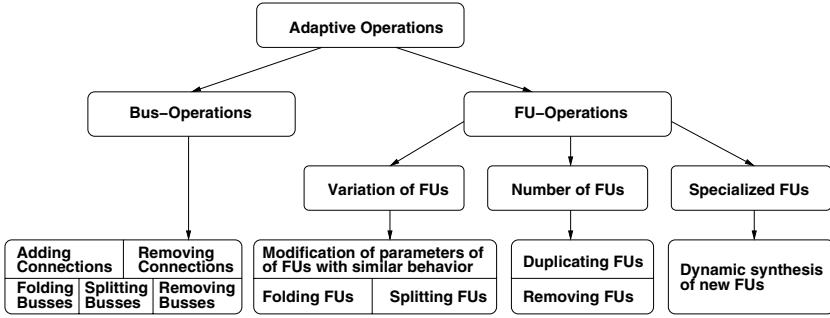 Adaptive Operations
Bus−Operations
FU−Operations
Variation of FUs
Number of FUs
Specialized FUs
Adding
Connections
Removing
Connections
Folding
Busses
Splitting
Busses
Removing
Busses
Modification of parameters of
of FUs with similar behavior
Folding FUs
Splitting FUs
Duplicating FUs
Removing FUs
Dynamic synthesis
of new FUs